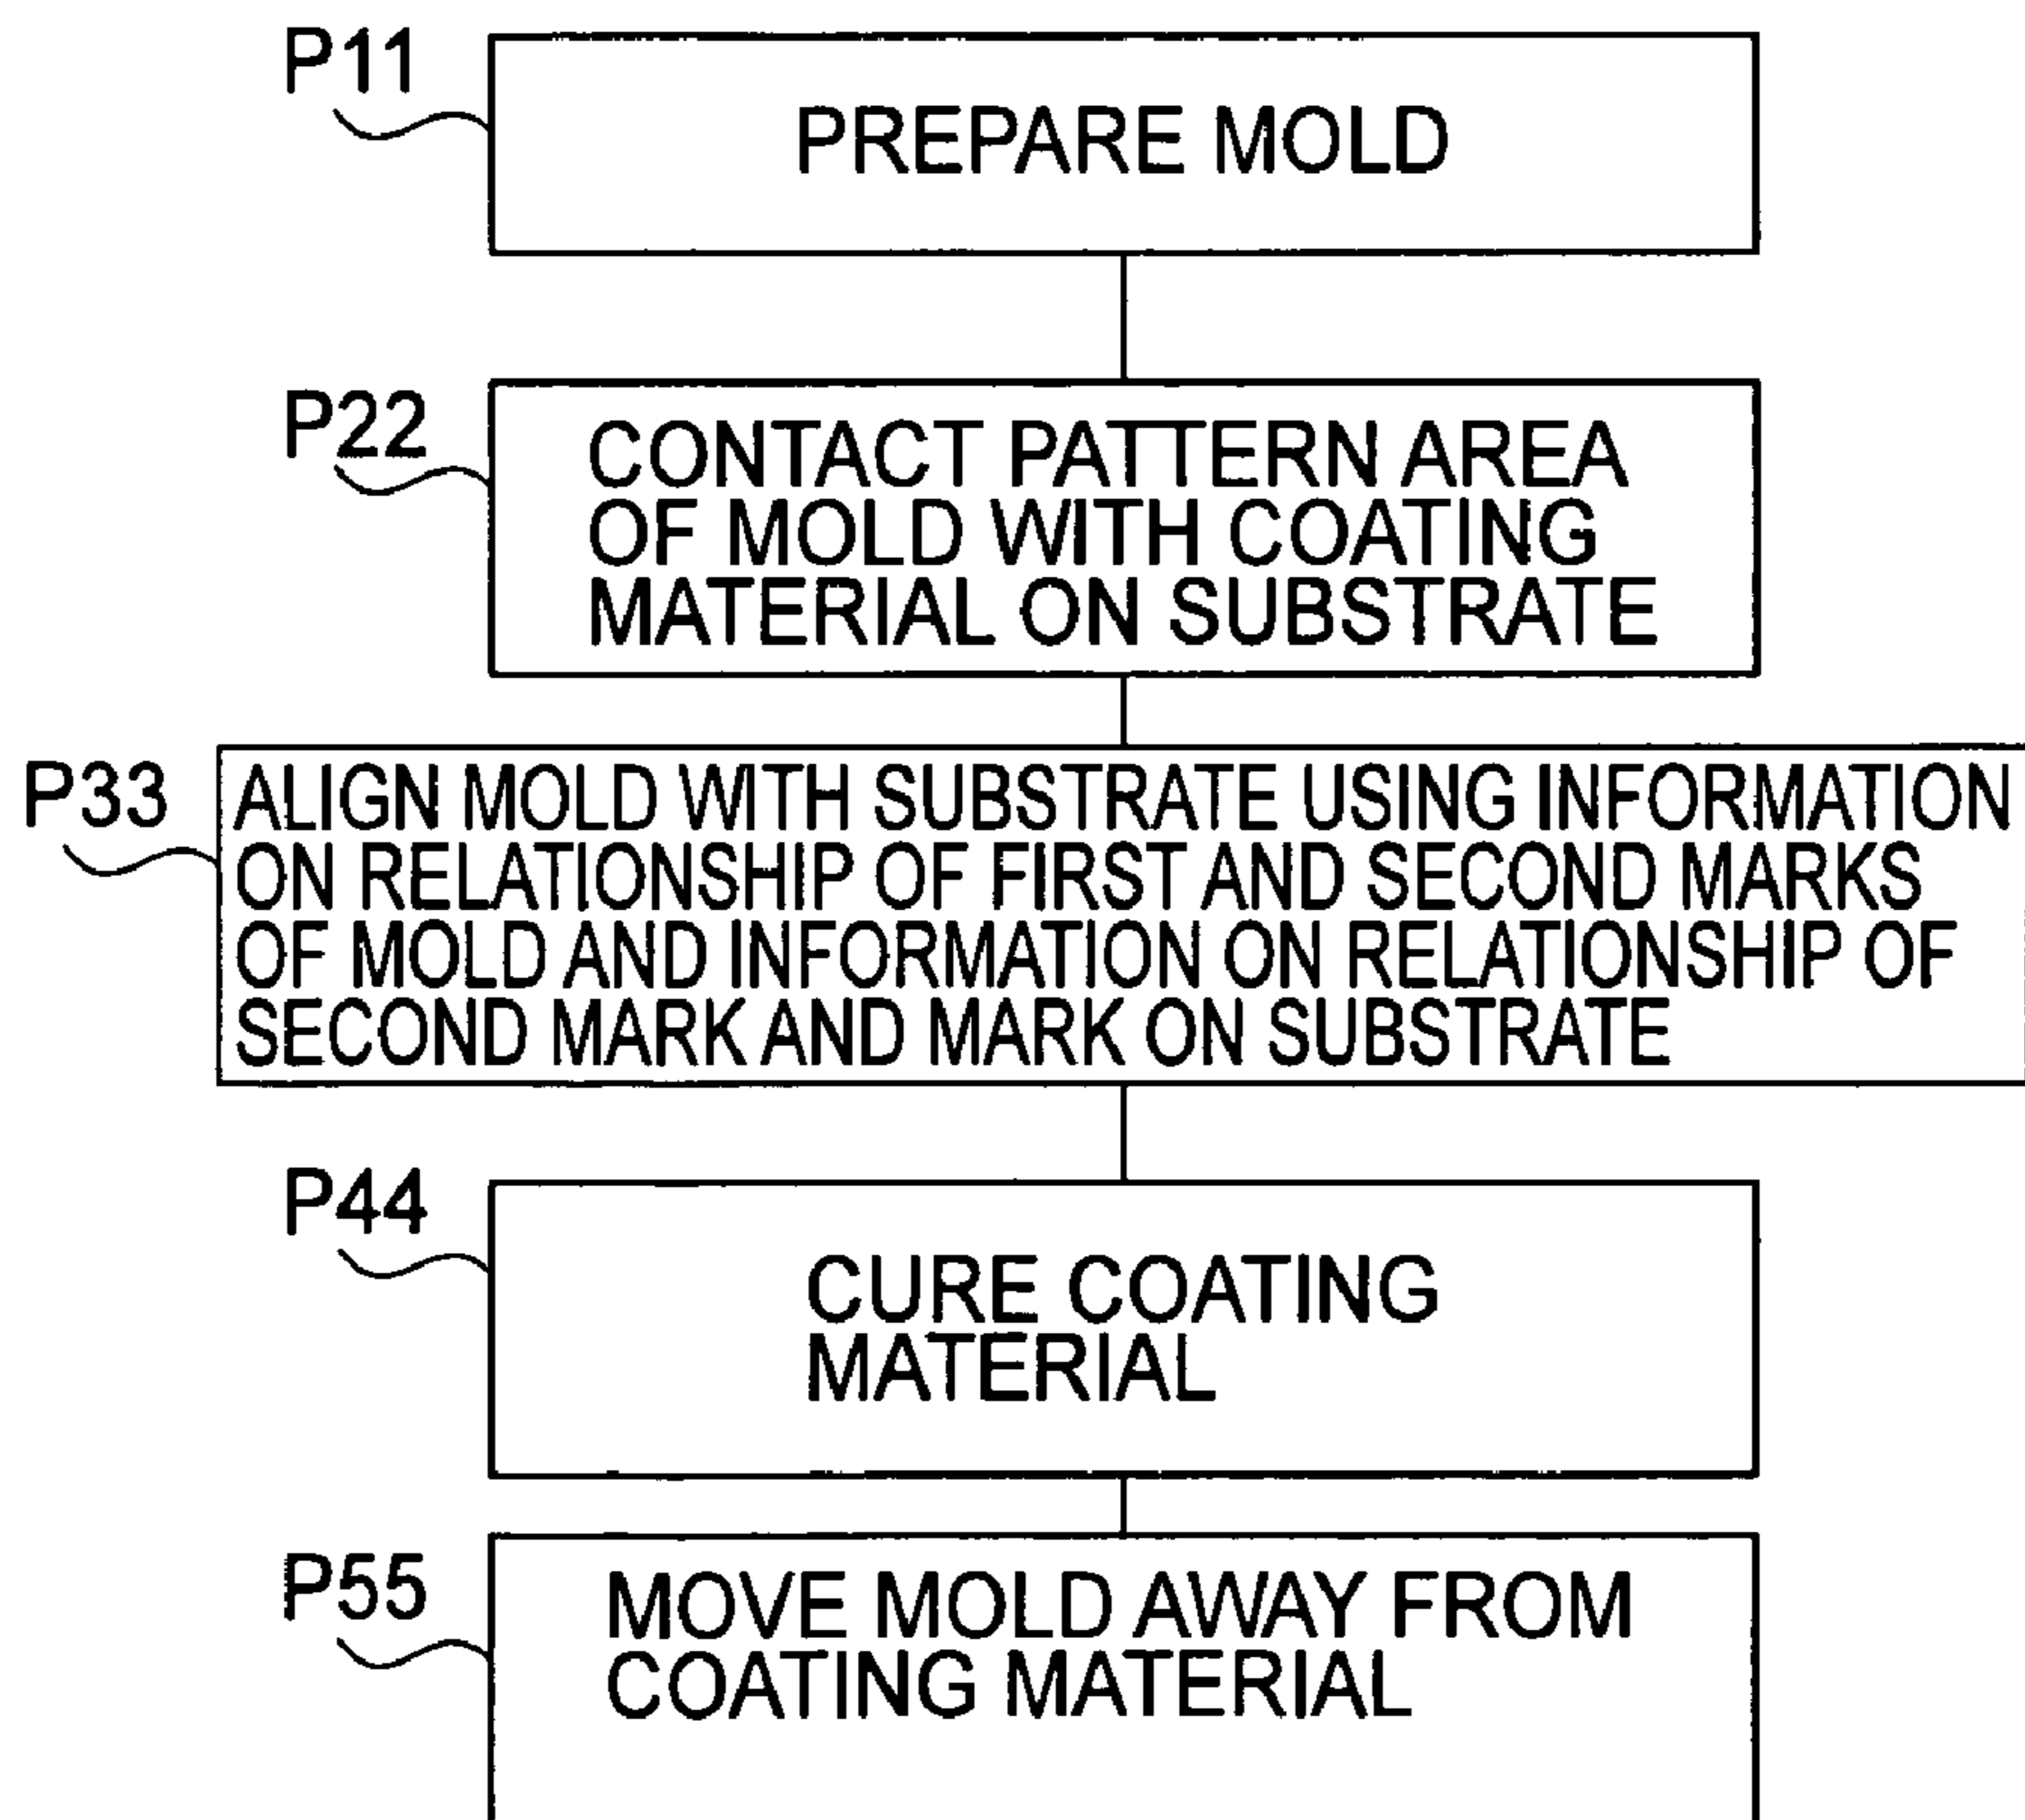 P11
PREPARE MOLD
P22
CONTACT PATTERN AREA
OF MOLD WITH COATING
MATERIAL ON SUBSTRATE
P33
ALIGN MOLD WITH SUBSTRATE USING INFORMATION
ON RELATIONSHIP OF FIRST AND SECOND MARKS
OF MOLD AND INFORMATION ON RELATIONSHIP OF
SECOND MARK AND MARK ON SUBSTRATE
P44
CURE COATING
MATERIAL
P55
MOVE MOLD AWAY FROM
COATING MATERIAL